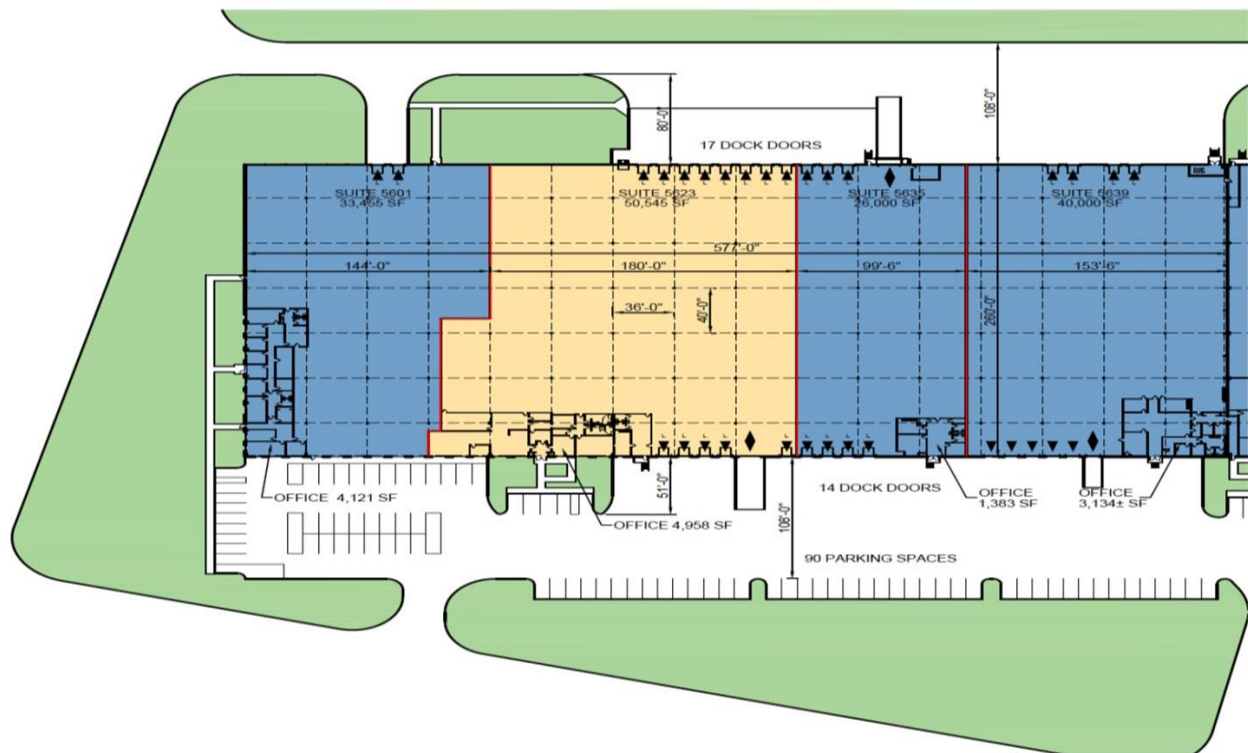 80'-0"
108'-0"
17 DOCK DOORS
SUITE 5601
33,455 SF
SUITE 5623
50,545 SF
SUITE 5635
26,000 SF
SUITE 5639
40,000 SF
577'-0"
144'-0"
180'-0"
99'-6"
153'-6"
36'-0"
40'-0"
260'-0"
OFFICE 4,121 SF
51'-0"
OFFICE 4,958 SF
108'-0"
14 DOCK DOORS
OFFICE
1,383 SF
OFFICE
3,134± SF
90 PARKING SPACES